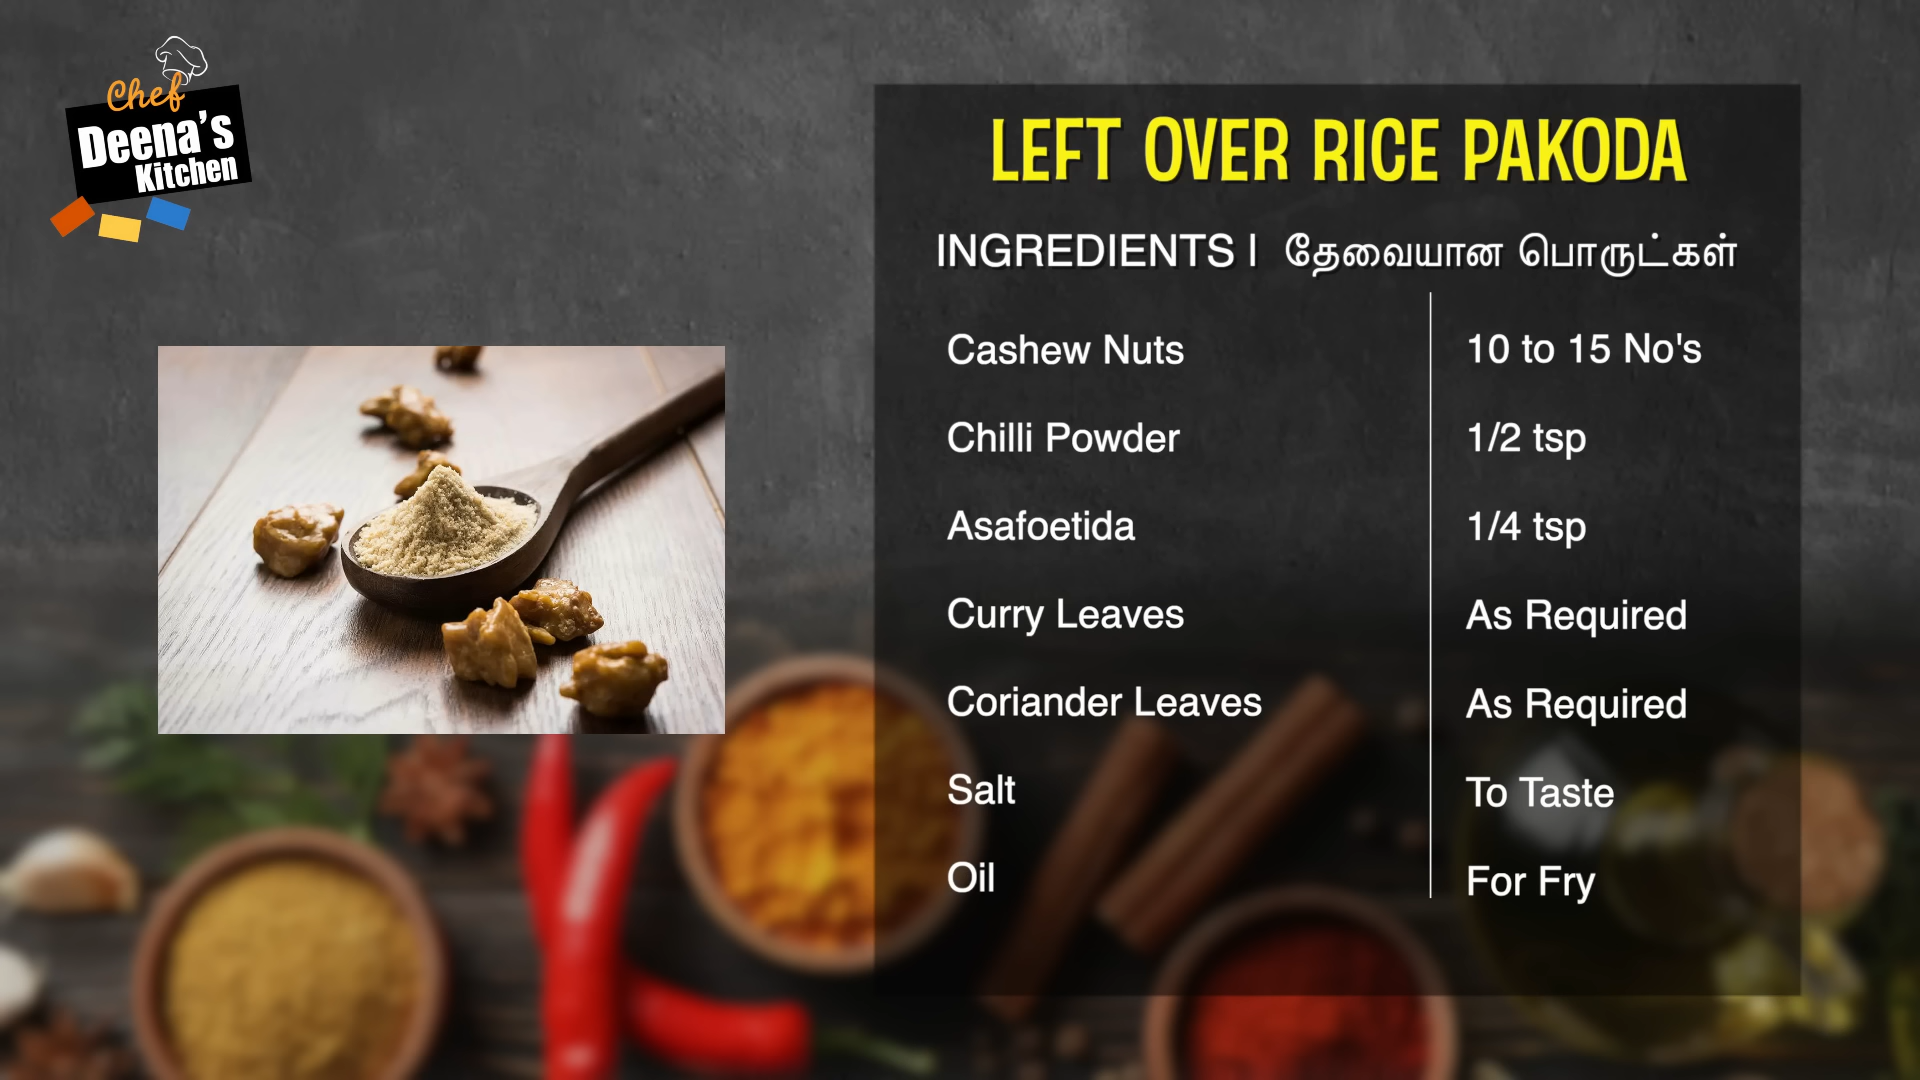 Chef
Deena's
Kitchen
LEFT OVER RICE PAKODA
INGREDIENTS | தேவையான பொருட்கள்
Cashew Nuts 10 to 15 No's
Chilli Powder 1/2 tsp
Asafoetida 1/4 tsp
Curry Leaves As Required
Coriander Leaves As Required
Salt To Taste
Oil For Fry